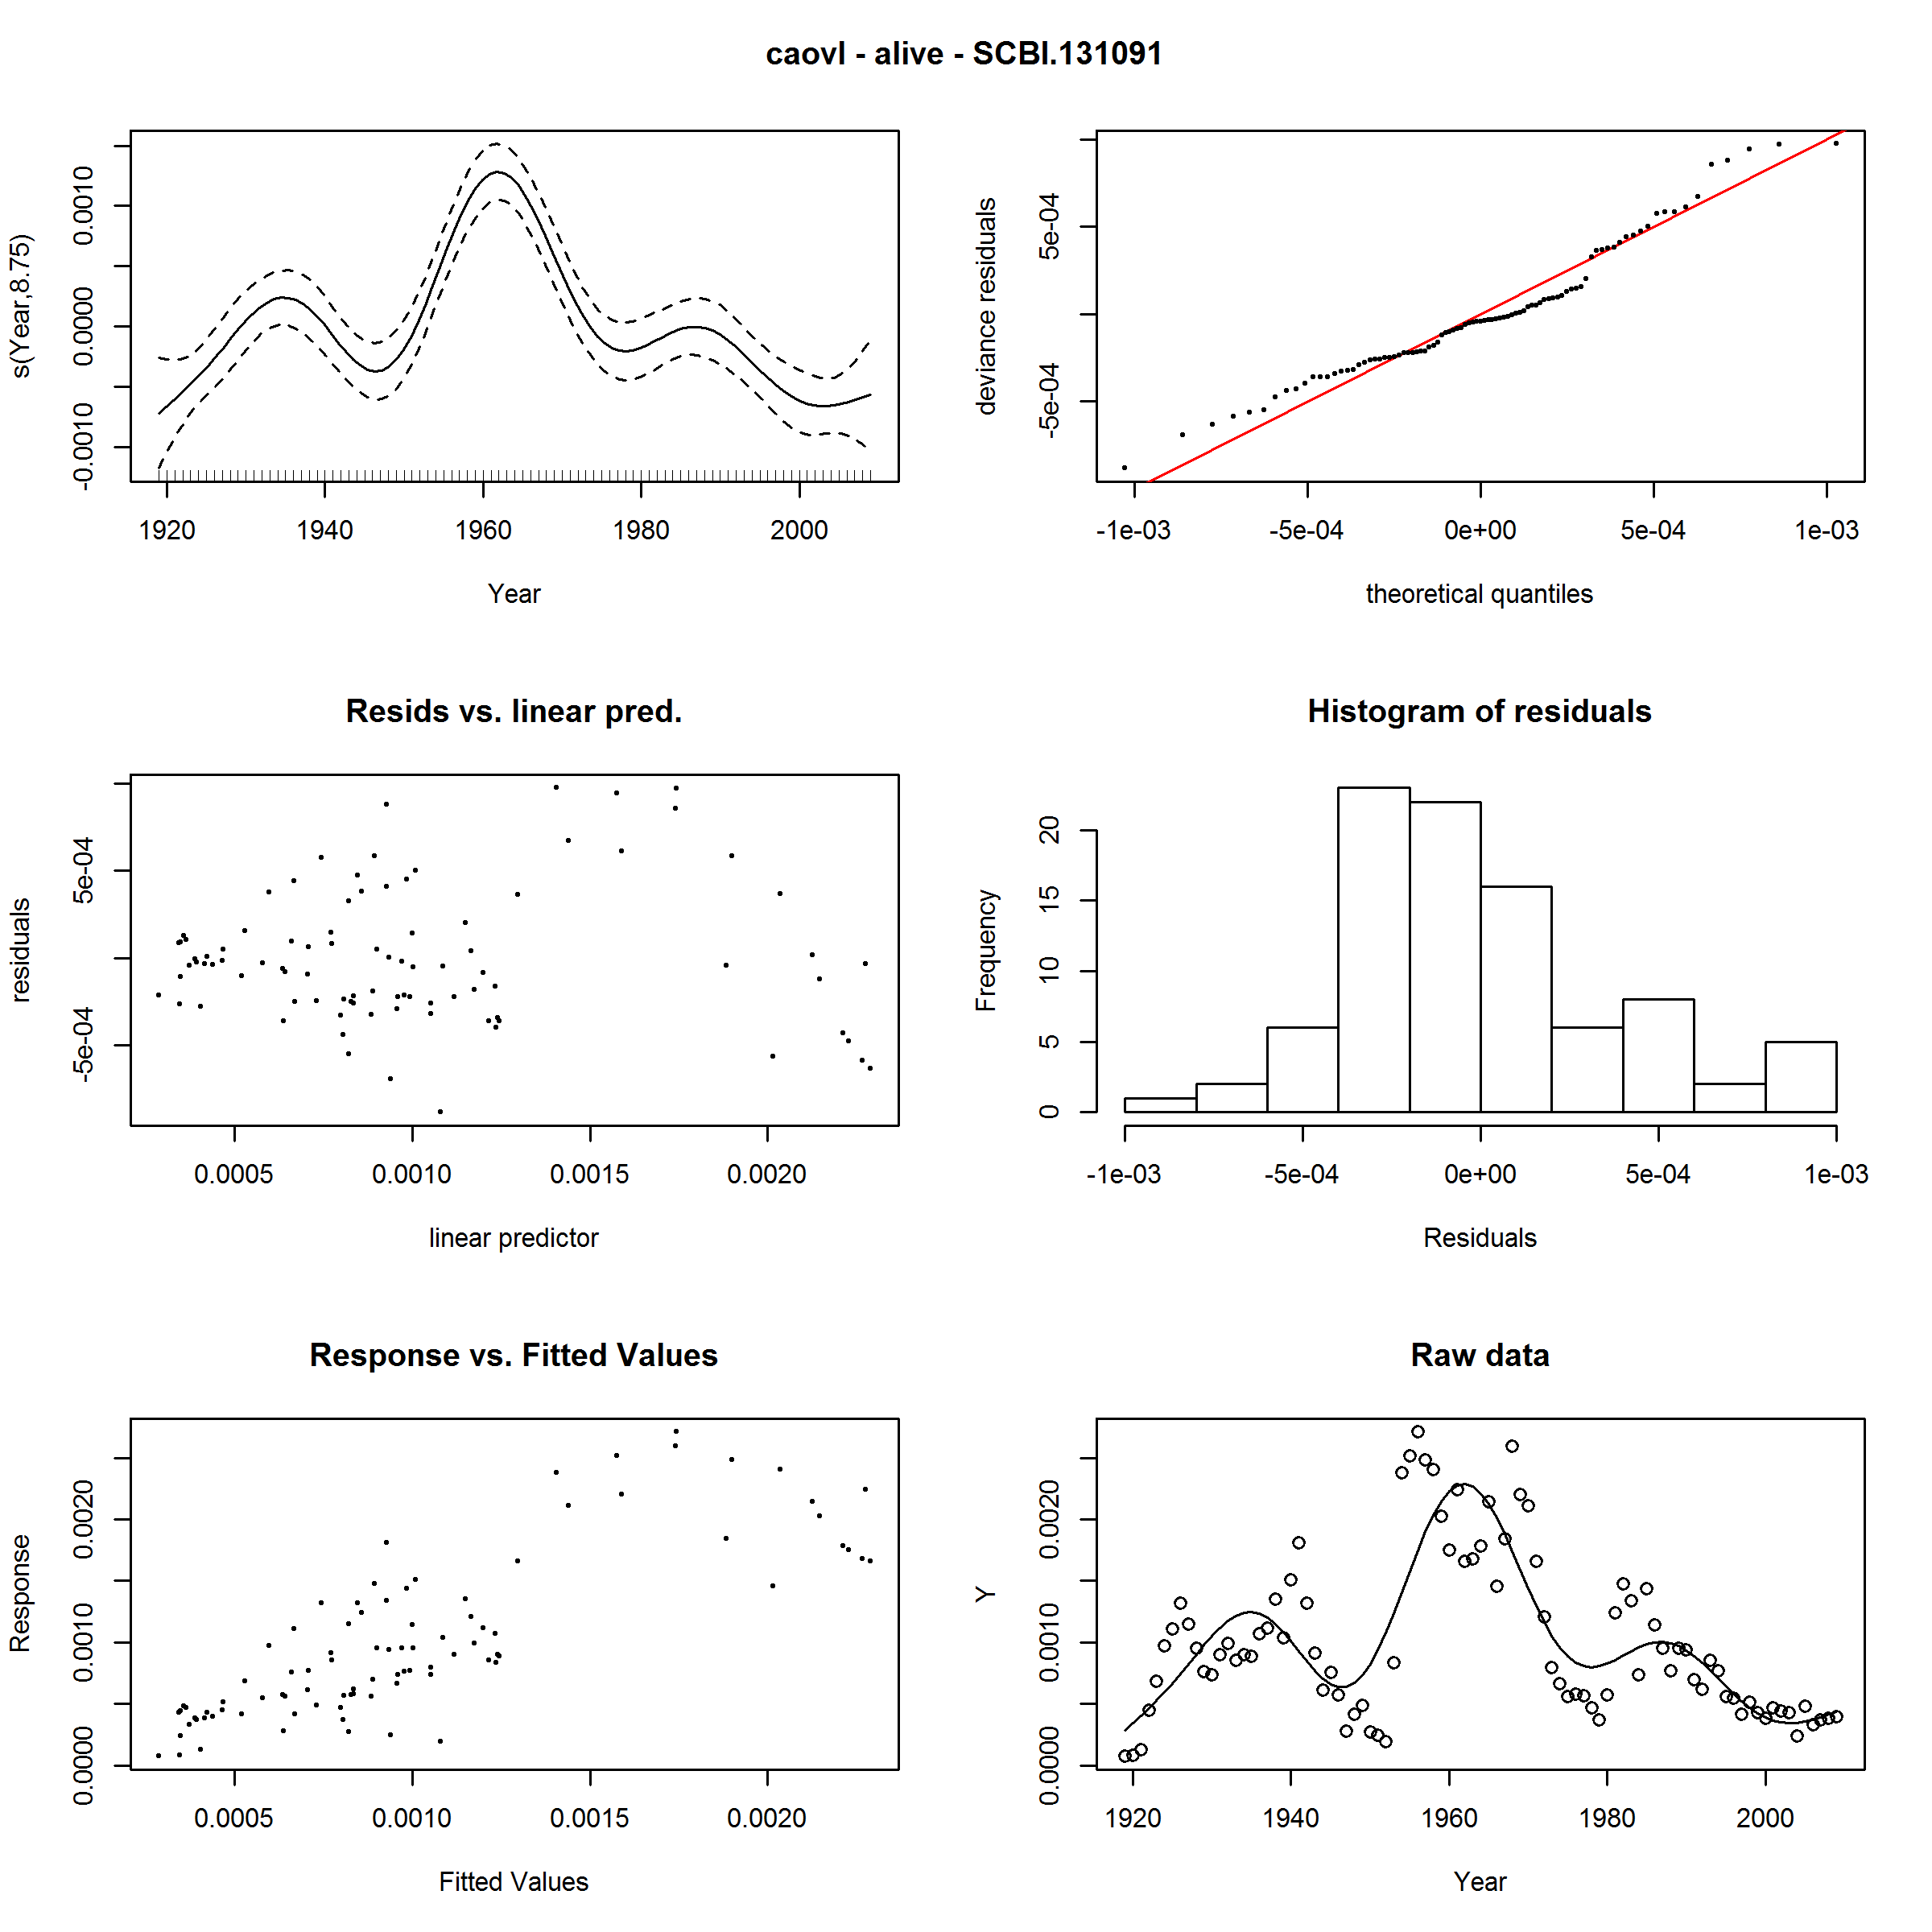 caovl - alive - SCBI.131091
s(Year,8.75)
-0.0010 0.0000 0.0010
1920 1940 1960 1980 2000
Year
deviance residuals
-5e-04 5e-04
-1e-03 -5e-04 0e+00 5e-04 1e-03
theoretical quantiles
Resids vs. linear pred.
residuals
-5e-04 5e-04
0.0005 0.0010 0.0015 0.0020
linear predictor
Histogram of residuals
Frequency
0 5 10 15 20
-1e-03 -5e-04 0e+00 5e-04 1e-03
Residuals
Response vs. Fitted Values
Response
0.0000 0.0010 0.0020
0.0005 0.0010 0.0015 0.0020
Fitted Values
Raw data
Y
0.0000 0.0010 0.0020
1920 1940 1960 1980 2000
Year